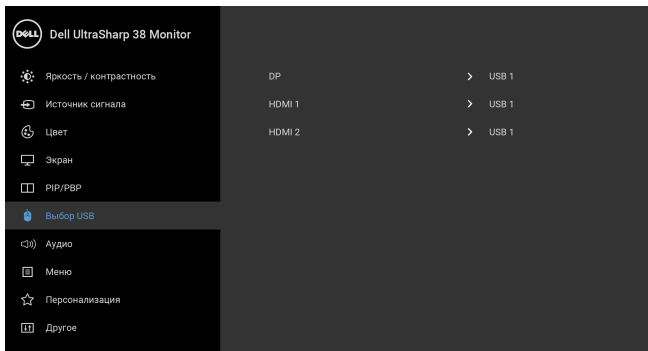 DELL Dell UltraSharp 38 Monitor
Яркость / контрастность
DP USB 1
Источник сигнала
HDMI 1 USB 1
Цвет
HDMI 2 USB 1
Экран
PIP/PBP
Выбор USB
Аудио
Меню
Персонализация
Другое